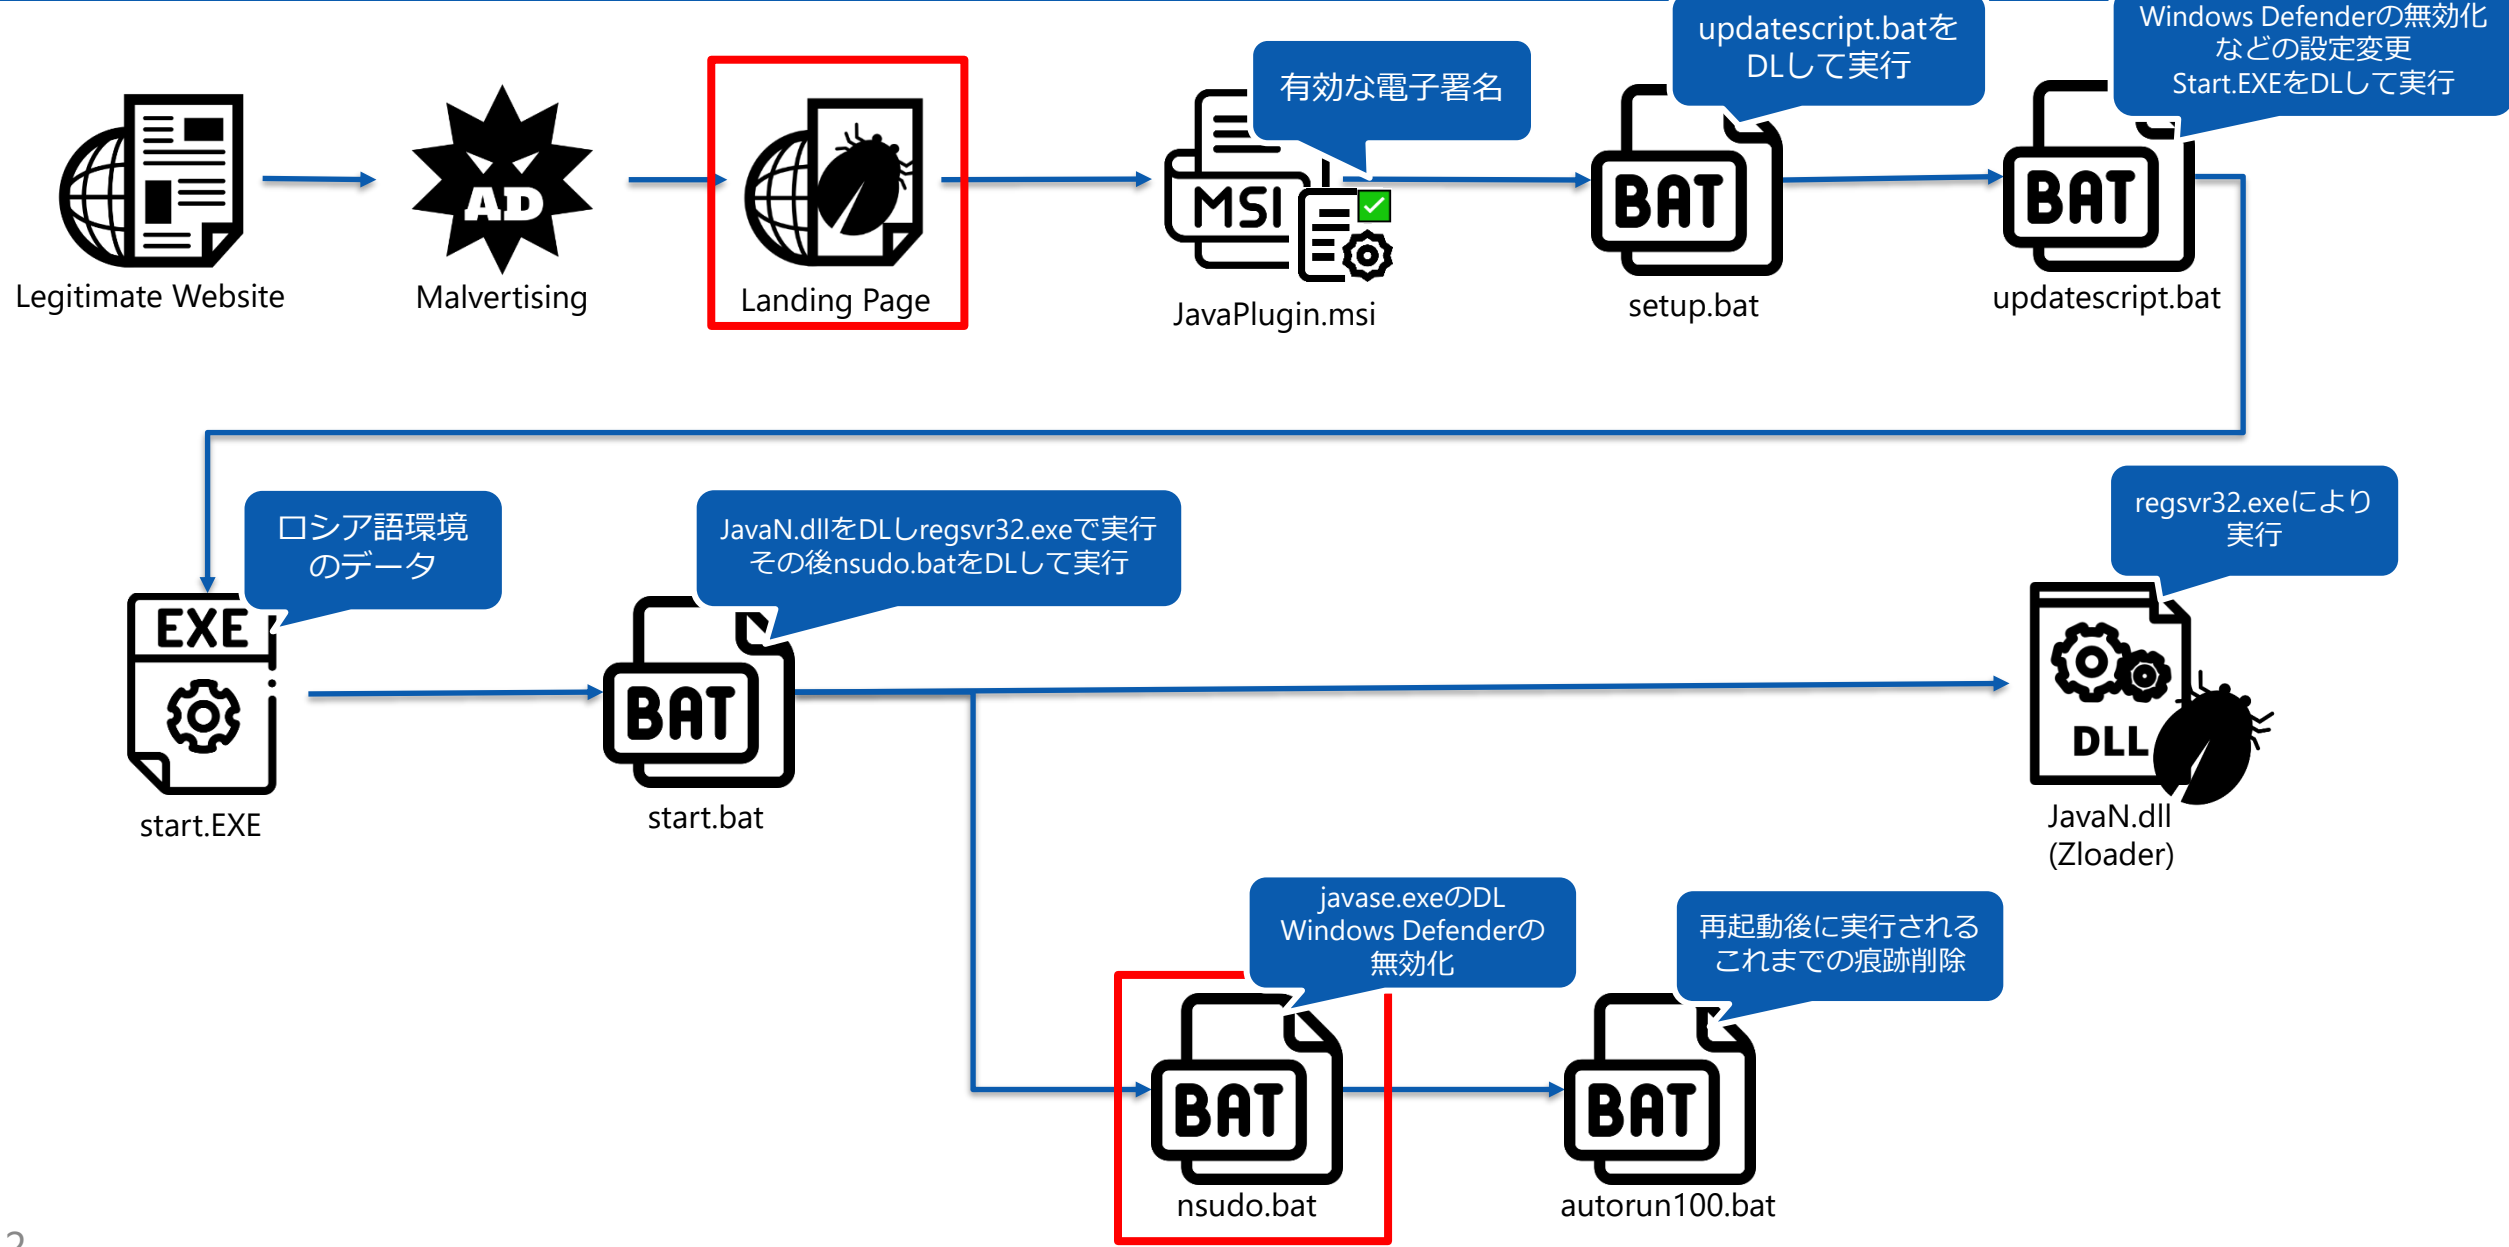 Windows Defenderの無効化
などの設定変更
Start.EXEをDLして実行
updatescript.batを
DLして実行
有効な電子署名
AD
MSI
BAT
BAT
Legitimate Website
Malvertising
Landing Page
JavaPlugin.msi
setup.bat
updatescript.bat
ロシア語環境
のデータ
JavaN.dllをDLしregsvr32.exeで実行
その後nsudo.batをDLして実行
regsvr32.exeにより
実行
EXE
BAT
DLL
start.EXE
start.bat
JavaN.dll
(Zloader)
javase.exeのDL
Windows Defenderの
無効化
再起動後に実行される
これまでの痕跡削除
BAT
BAT
nsudo.bat
autorun100.bat